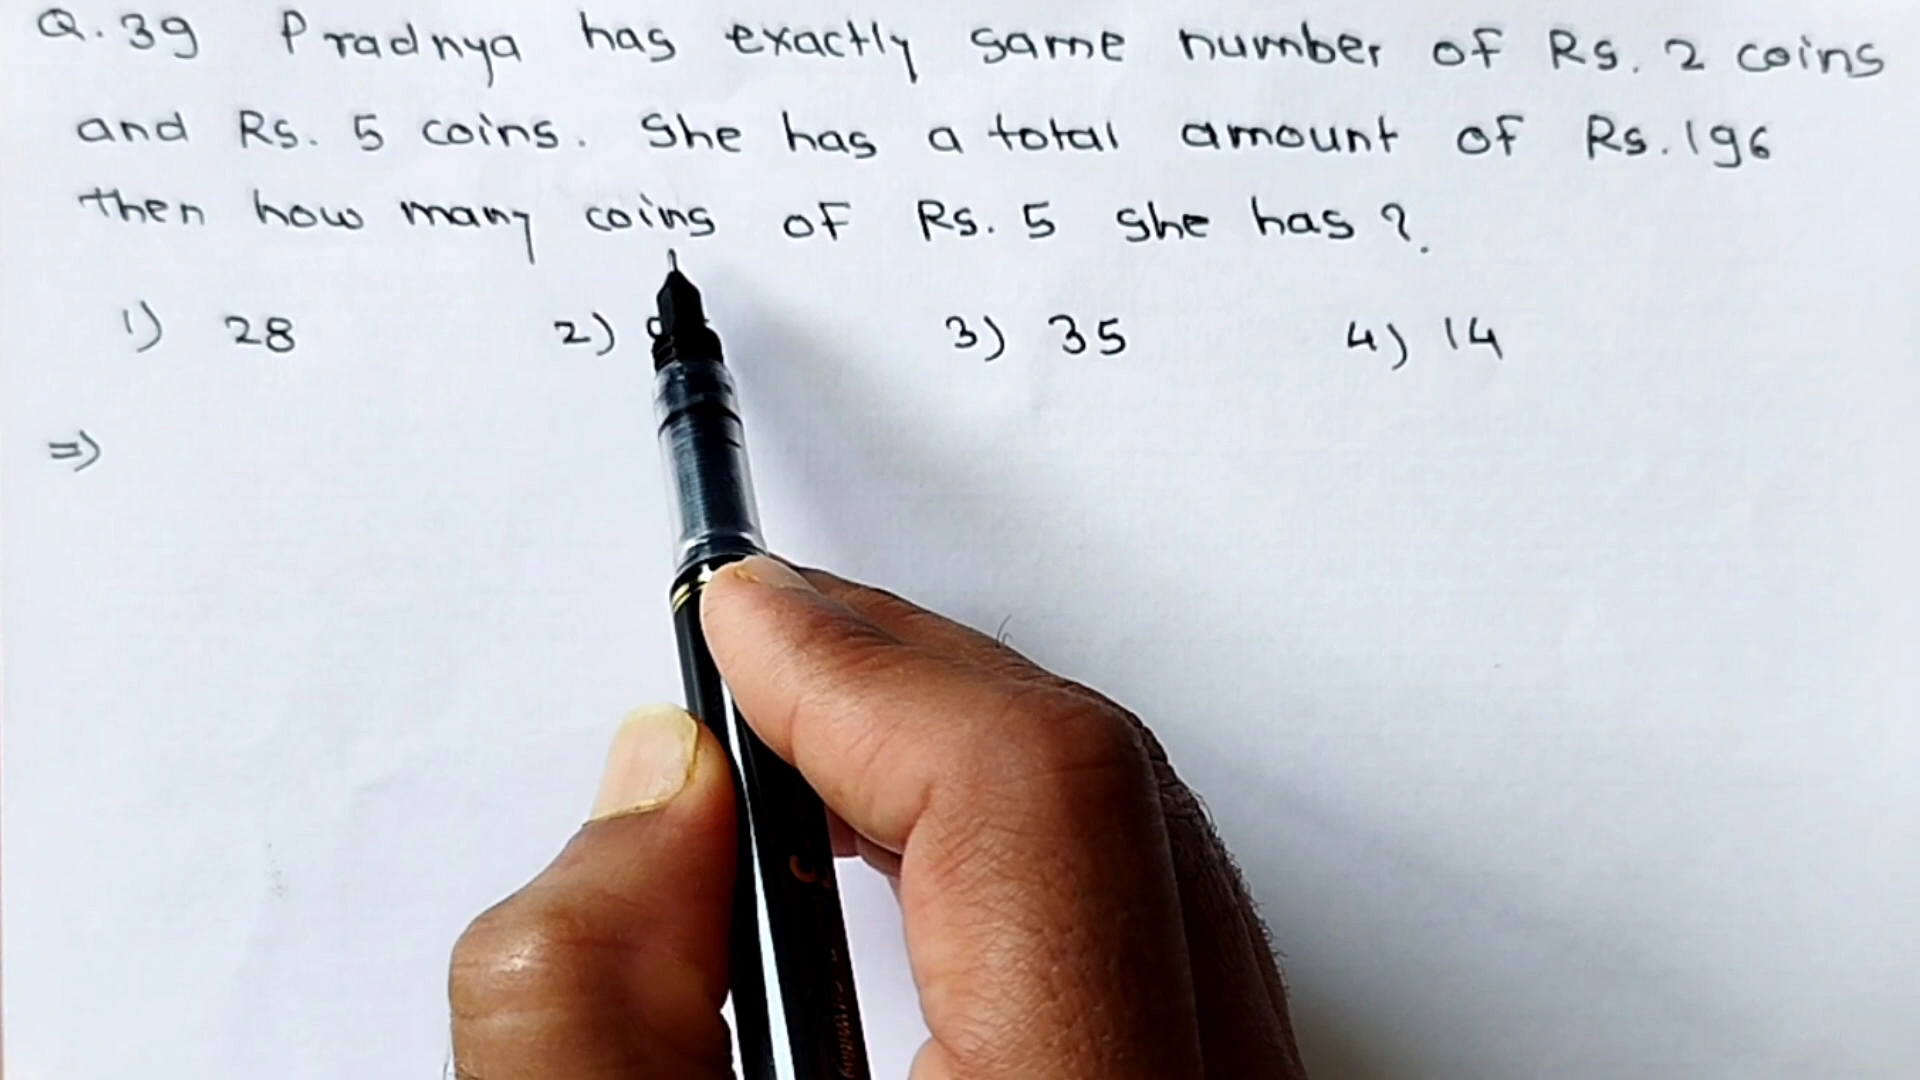 Q.39 Pradnya has exactly same number of Rs. 2 coins
and Rs. 5 coins. She has a total amount of Rs.196
then how many coins of Rs. 5 she has?
1) 28 2) 3) 35 4) 14
=>